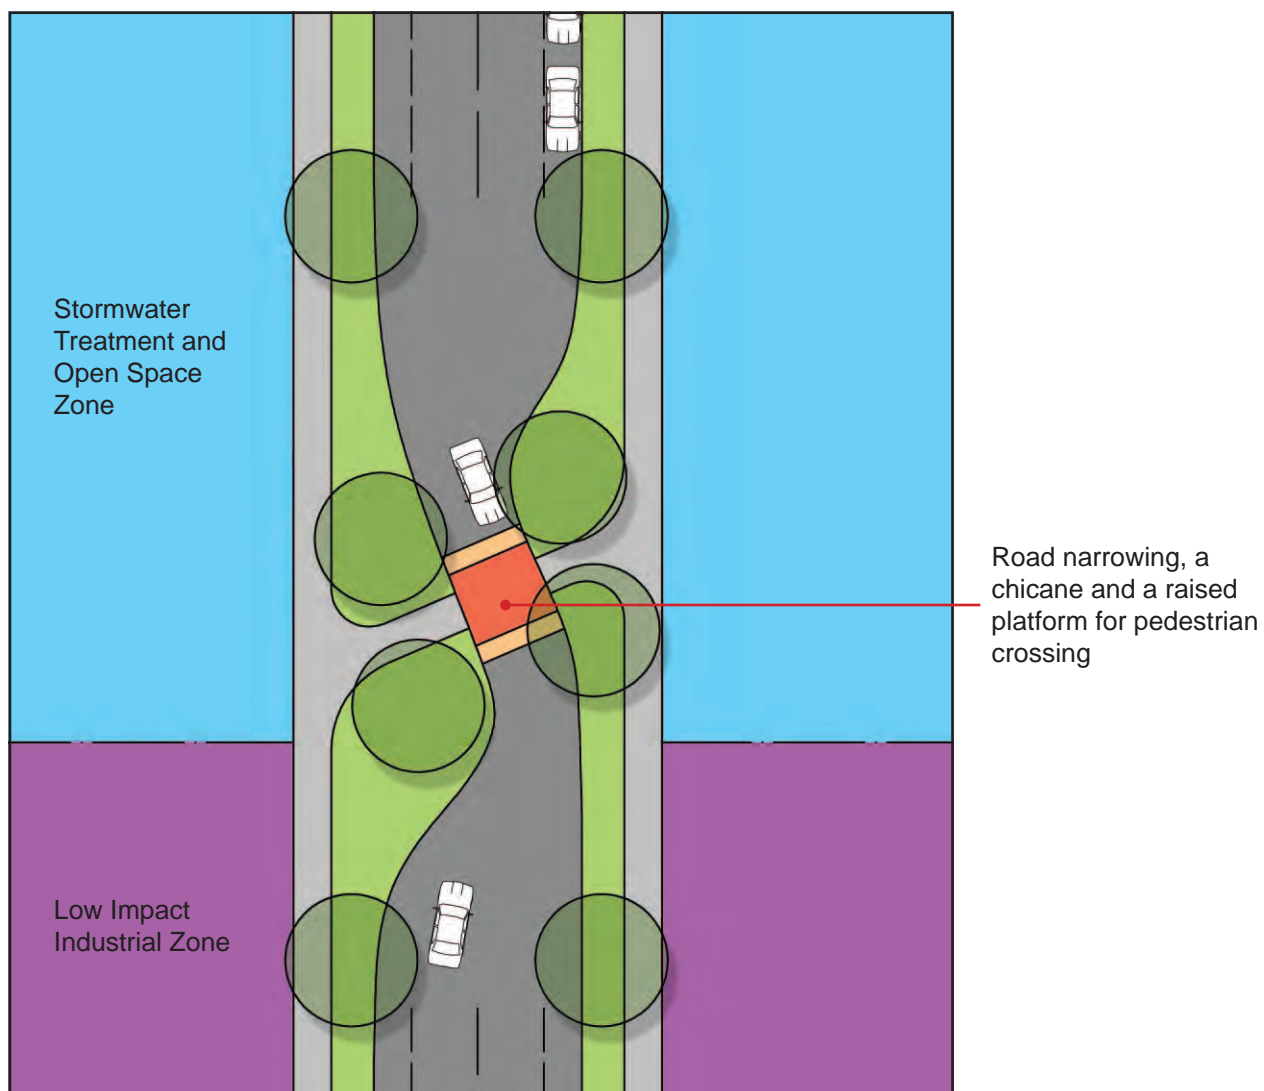 Stormwater
Treatment and
Open Space
Zone
Road narrowing, a
chicane and a raised
platform for pedestrian
crossing
Low Impact
Industrial Zone